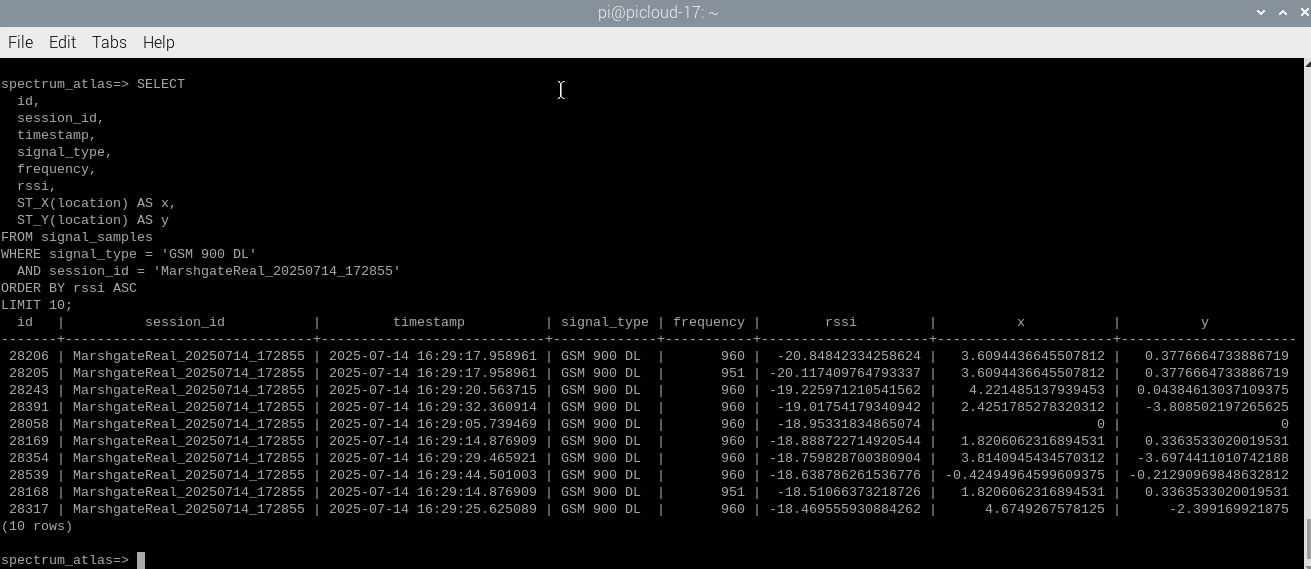 pi@picloud-17: ~
File Edit Tabs Help
spectrum_atlas=> SELECT
  id,
  session_id,
  timestamp,
  signal_type,
  frequency,
  rssi,
  ST_X(location) AS x,
  ST_Y(location) AS y
FROM signal_samples
WHERE signal_type = 'GSM 900 DL'
  AND session_id = 'MarshgateReal_20250714_172855'
ORDER BY rssi ASC
LIMIT 10;
  id   |          session_id           |         timestamp          | signal_type | frequency |        rssi         |          x           |          y
-------+-------------------------------+----------------------------+-------------+-----------+---------------------+----------------------+----------------------
 28206 | MarshgateReal_20250714_172855 | 2025-07-14 16:29:17.958961 | GSM 900 DL  |       960 |  -20.84842334258624 |   3.6094436645507812 |   0.3776664733886719
 28205 | MarshgateReal_20250714_172855 | 2025-07-14 16:29:17.958961 | GSM 900 DL  |       951 | -20.117409764793337 |   3.6094436645507812 |   0.3776664733886719
 28243 | MarshgateReal_20250714_172855 | 2025-07-14 16:29:20.563715 | GSM 900 DL  |       960 | -19.225971210541562 |    4.221485137939453 |  0.04384613037109375
 28391 | MarshgateReal_20250714_172855 | 2025-07-14 16:29:32.360914 | GSM 900 DL  |       960 |  -19.01754179340942 |   2.4251785278320312 |   -3.808502197265625
 28058 | MarshgateReal_20250714_172855 | 2025-07-14 16:29:05.739469 | GSM 900 DL  |       960 |  -18.95331834865074 |                    0 |                    0
 28169 | MarshgateReal_20250714_172855 | 2025-07-14 16:29:14.876909 | GSM 900 DL  |       960 | -18.888722714920544 |   1.8206062316894531 |   0.3363533020019531
 28354 | MarshgateReal_20250714_172855 | 2025-07-14 16:29:29.465921 | GSM 900 DL  |       960 | -18.759828700380904 |   3.8140945434570312 |  -3.6974411010742188
 28539 | MarshgateReal_20250714_172855 | 2025-07-14 16:29:44.501003 | GSM 900 DL  |       960 | -18.638786261536776 | -0.42494964599609375 | -0.21290969848632812
 28168 | MarshgateReal_20250714_172855 | 2025-07-14 16:29:14.876909 | GSM 900 DL  |       951 |  -18.51066373218726 |   1.8206062316894531 |   0.3363533020019531
 28317 | MarshgateReal_20250714_172855 | 2025-07-14 16:29:25.625089 | GSM 900 DL  |       960 | -18.469555930884262 |      4.6749267578125 |      -2.399169921875
(10 rows)
spectrum_atlas=>